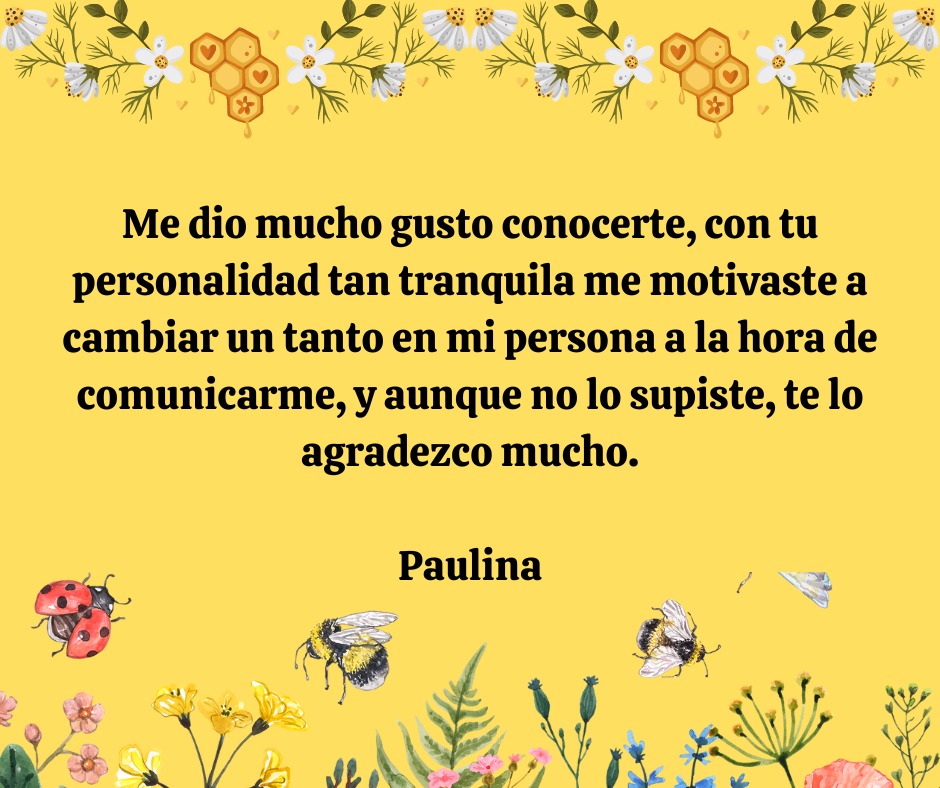 Me dio mucho gusto conocerte, con tu
personalidad tan tranquila me motivaste a
cambiar un tanto en mi persona a la hora de
comunicarme, y aunque no lo supiste, te lo
agradezco mucho.
Paulina